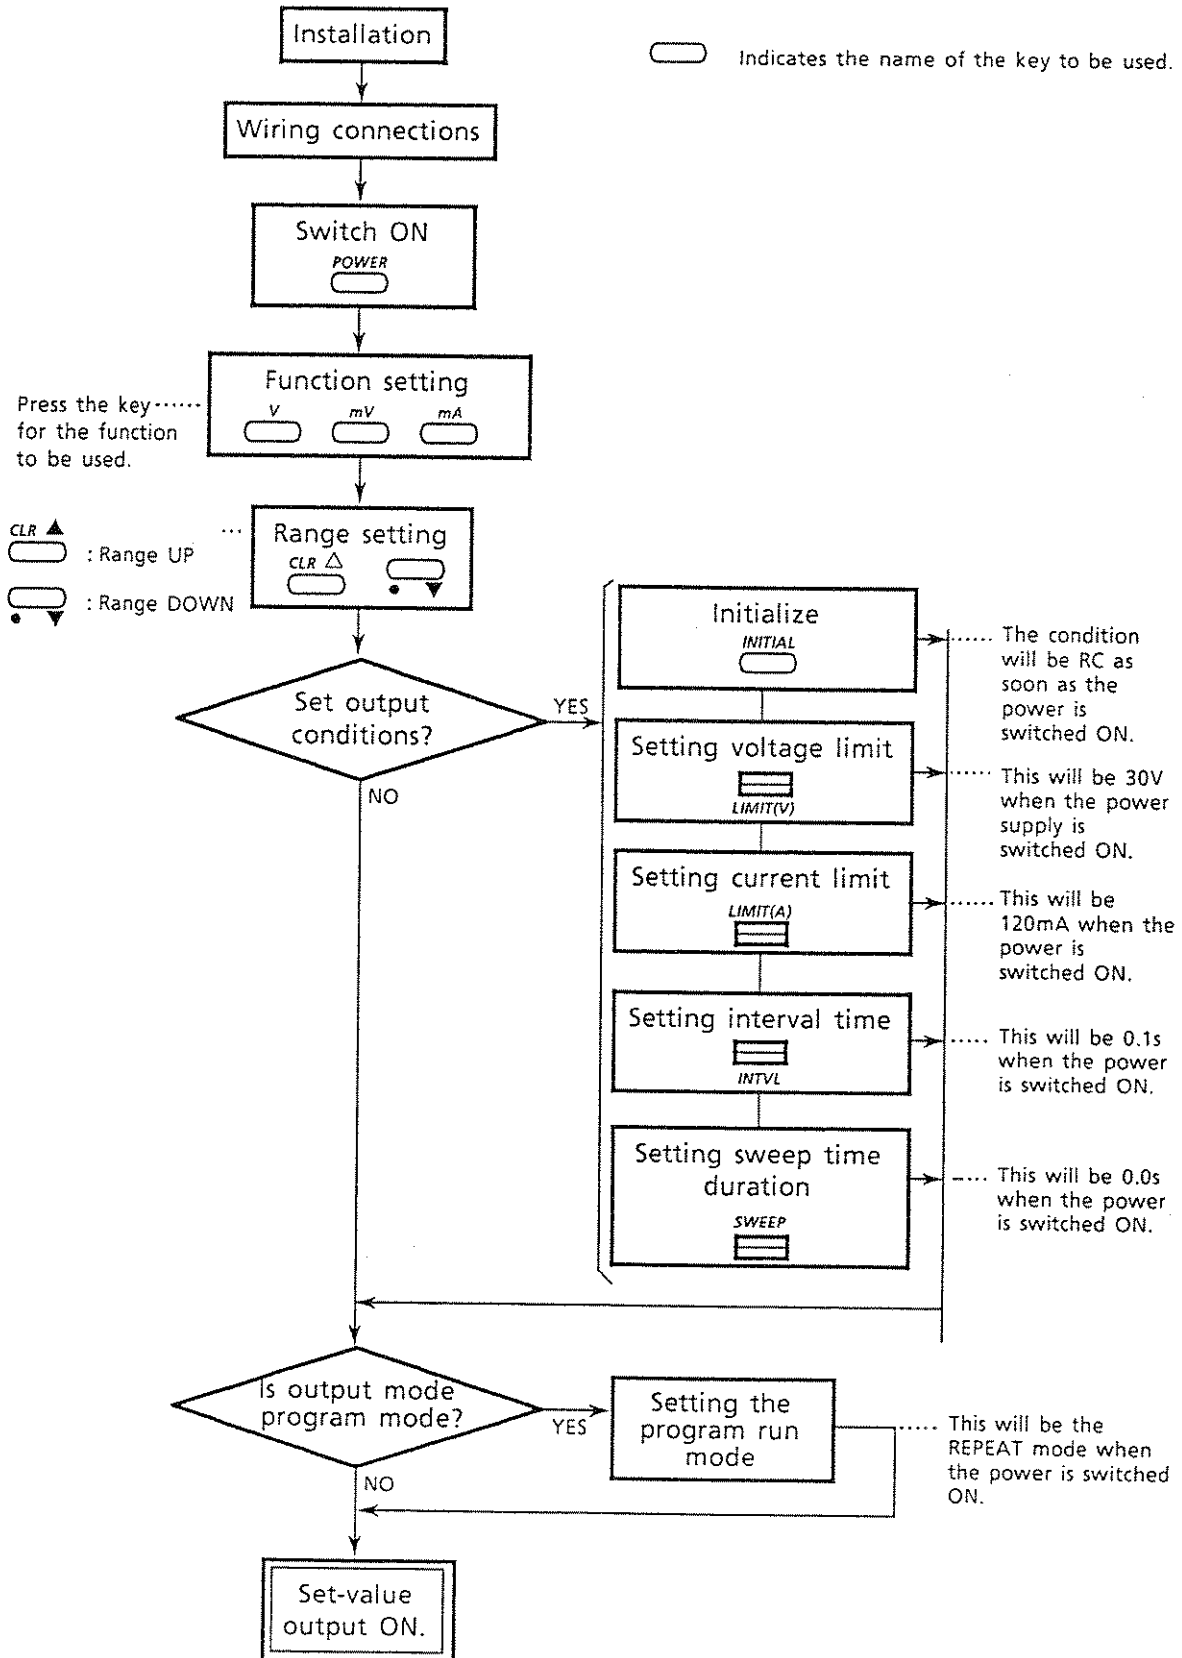 Installation
Indicates the name of the key to be used.
Wiring connections
Switch ON
POWER
Function setting
V mV mA
Press the key ······
for the function
to be used.
Range setting
CLR △
● ▼
CLR ▲
: Range UP
: Range DOWN
● ▼
Set output
conditions?
YES
NO
Initialize
INITIAL
The condition
will be RC as
soon as the
power is
switched ON.
Setting voltage limit
LIMIT(V)
This will be 30V
when the power
supply is
switched ON.
Setting current limit
LIMIT(A)
This will be
120mA when the
power is
switched ON.
Setting interval time
INTVL
This will be 0.1s
when the power
is switched ON.
Setting sweep time
duration
SWEEP
This will be 0.0s
when the power
is switched ON.
Is output mode
program mode?
YES
NO
Setting the
program run
mode
This will be the
REPEAT mode when
the power is switched
ON.
Set-value
output ON.